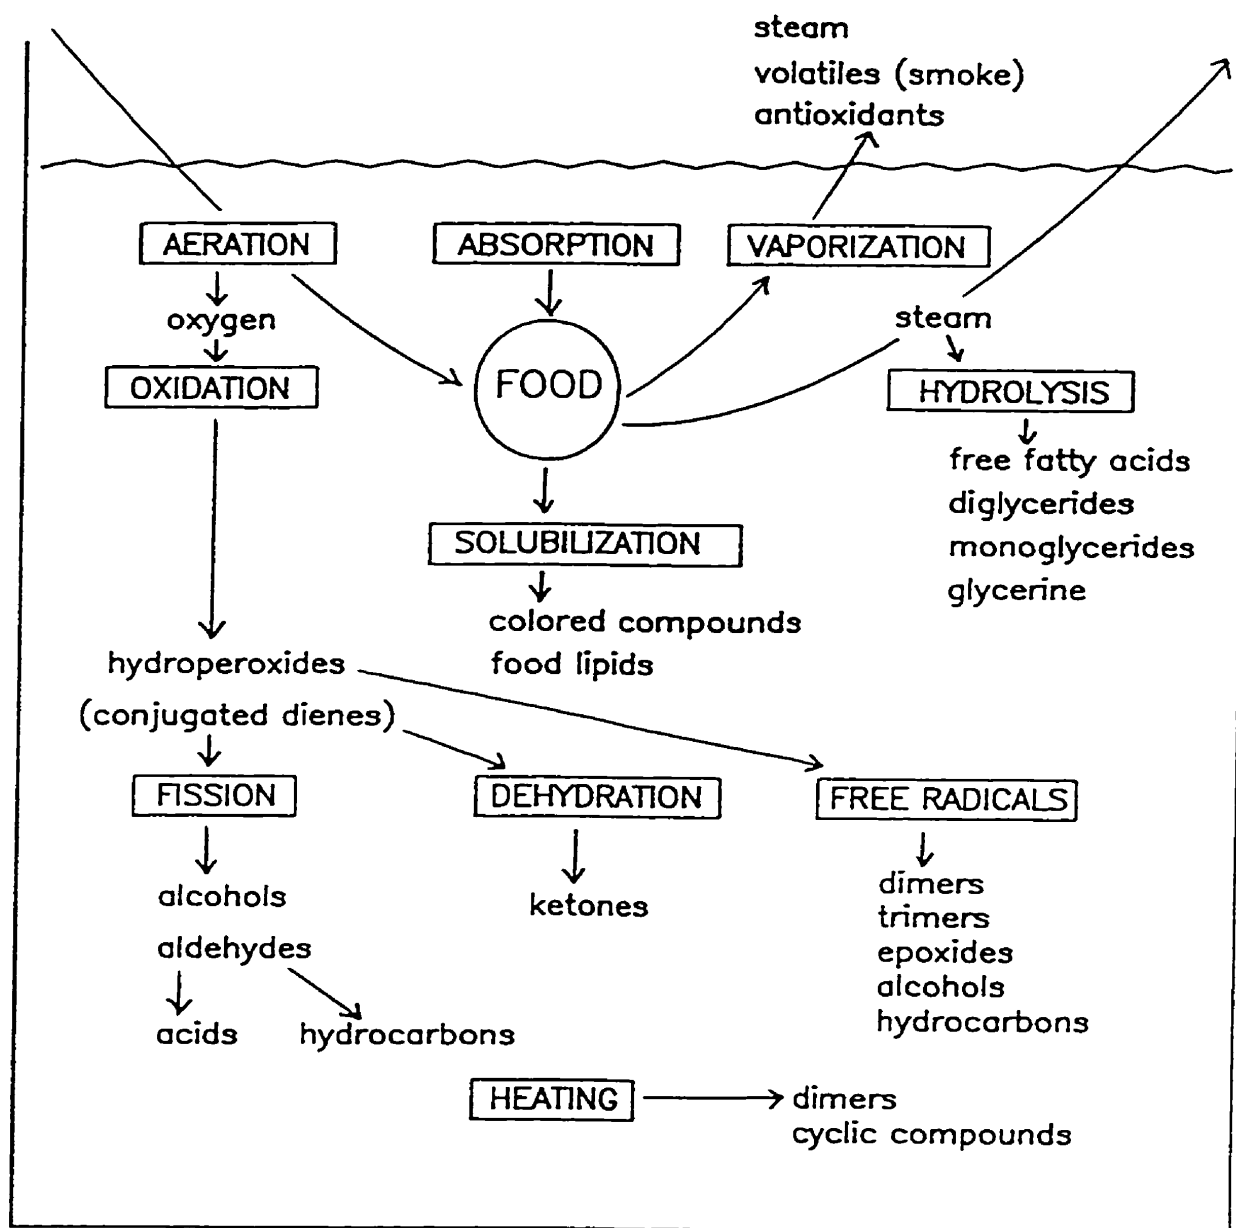 steam
volatiles (smoke)
antioxidants
AERATION
ABSORPTION
VAPORIZATION
oxygen
steam
OXIDATION
FOOD
HYDROLYSIS
free fatty acids
diglycerides
monoglycerides
glycerine
SOLUBILIZATION
colored compounds
food lipids
hydroperoxides
(conjugated dienes)
FISSION
DEHYDRATION
FREE RADICALS
alcohols
aldehydes
acids
hydrocarbons
ketones
dimers
trimers
epoxides
alcohols
hydrocarbons
HEATING
dimers
cyclic compounds